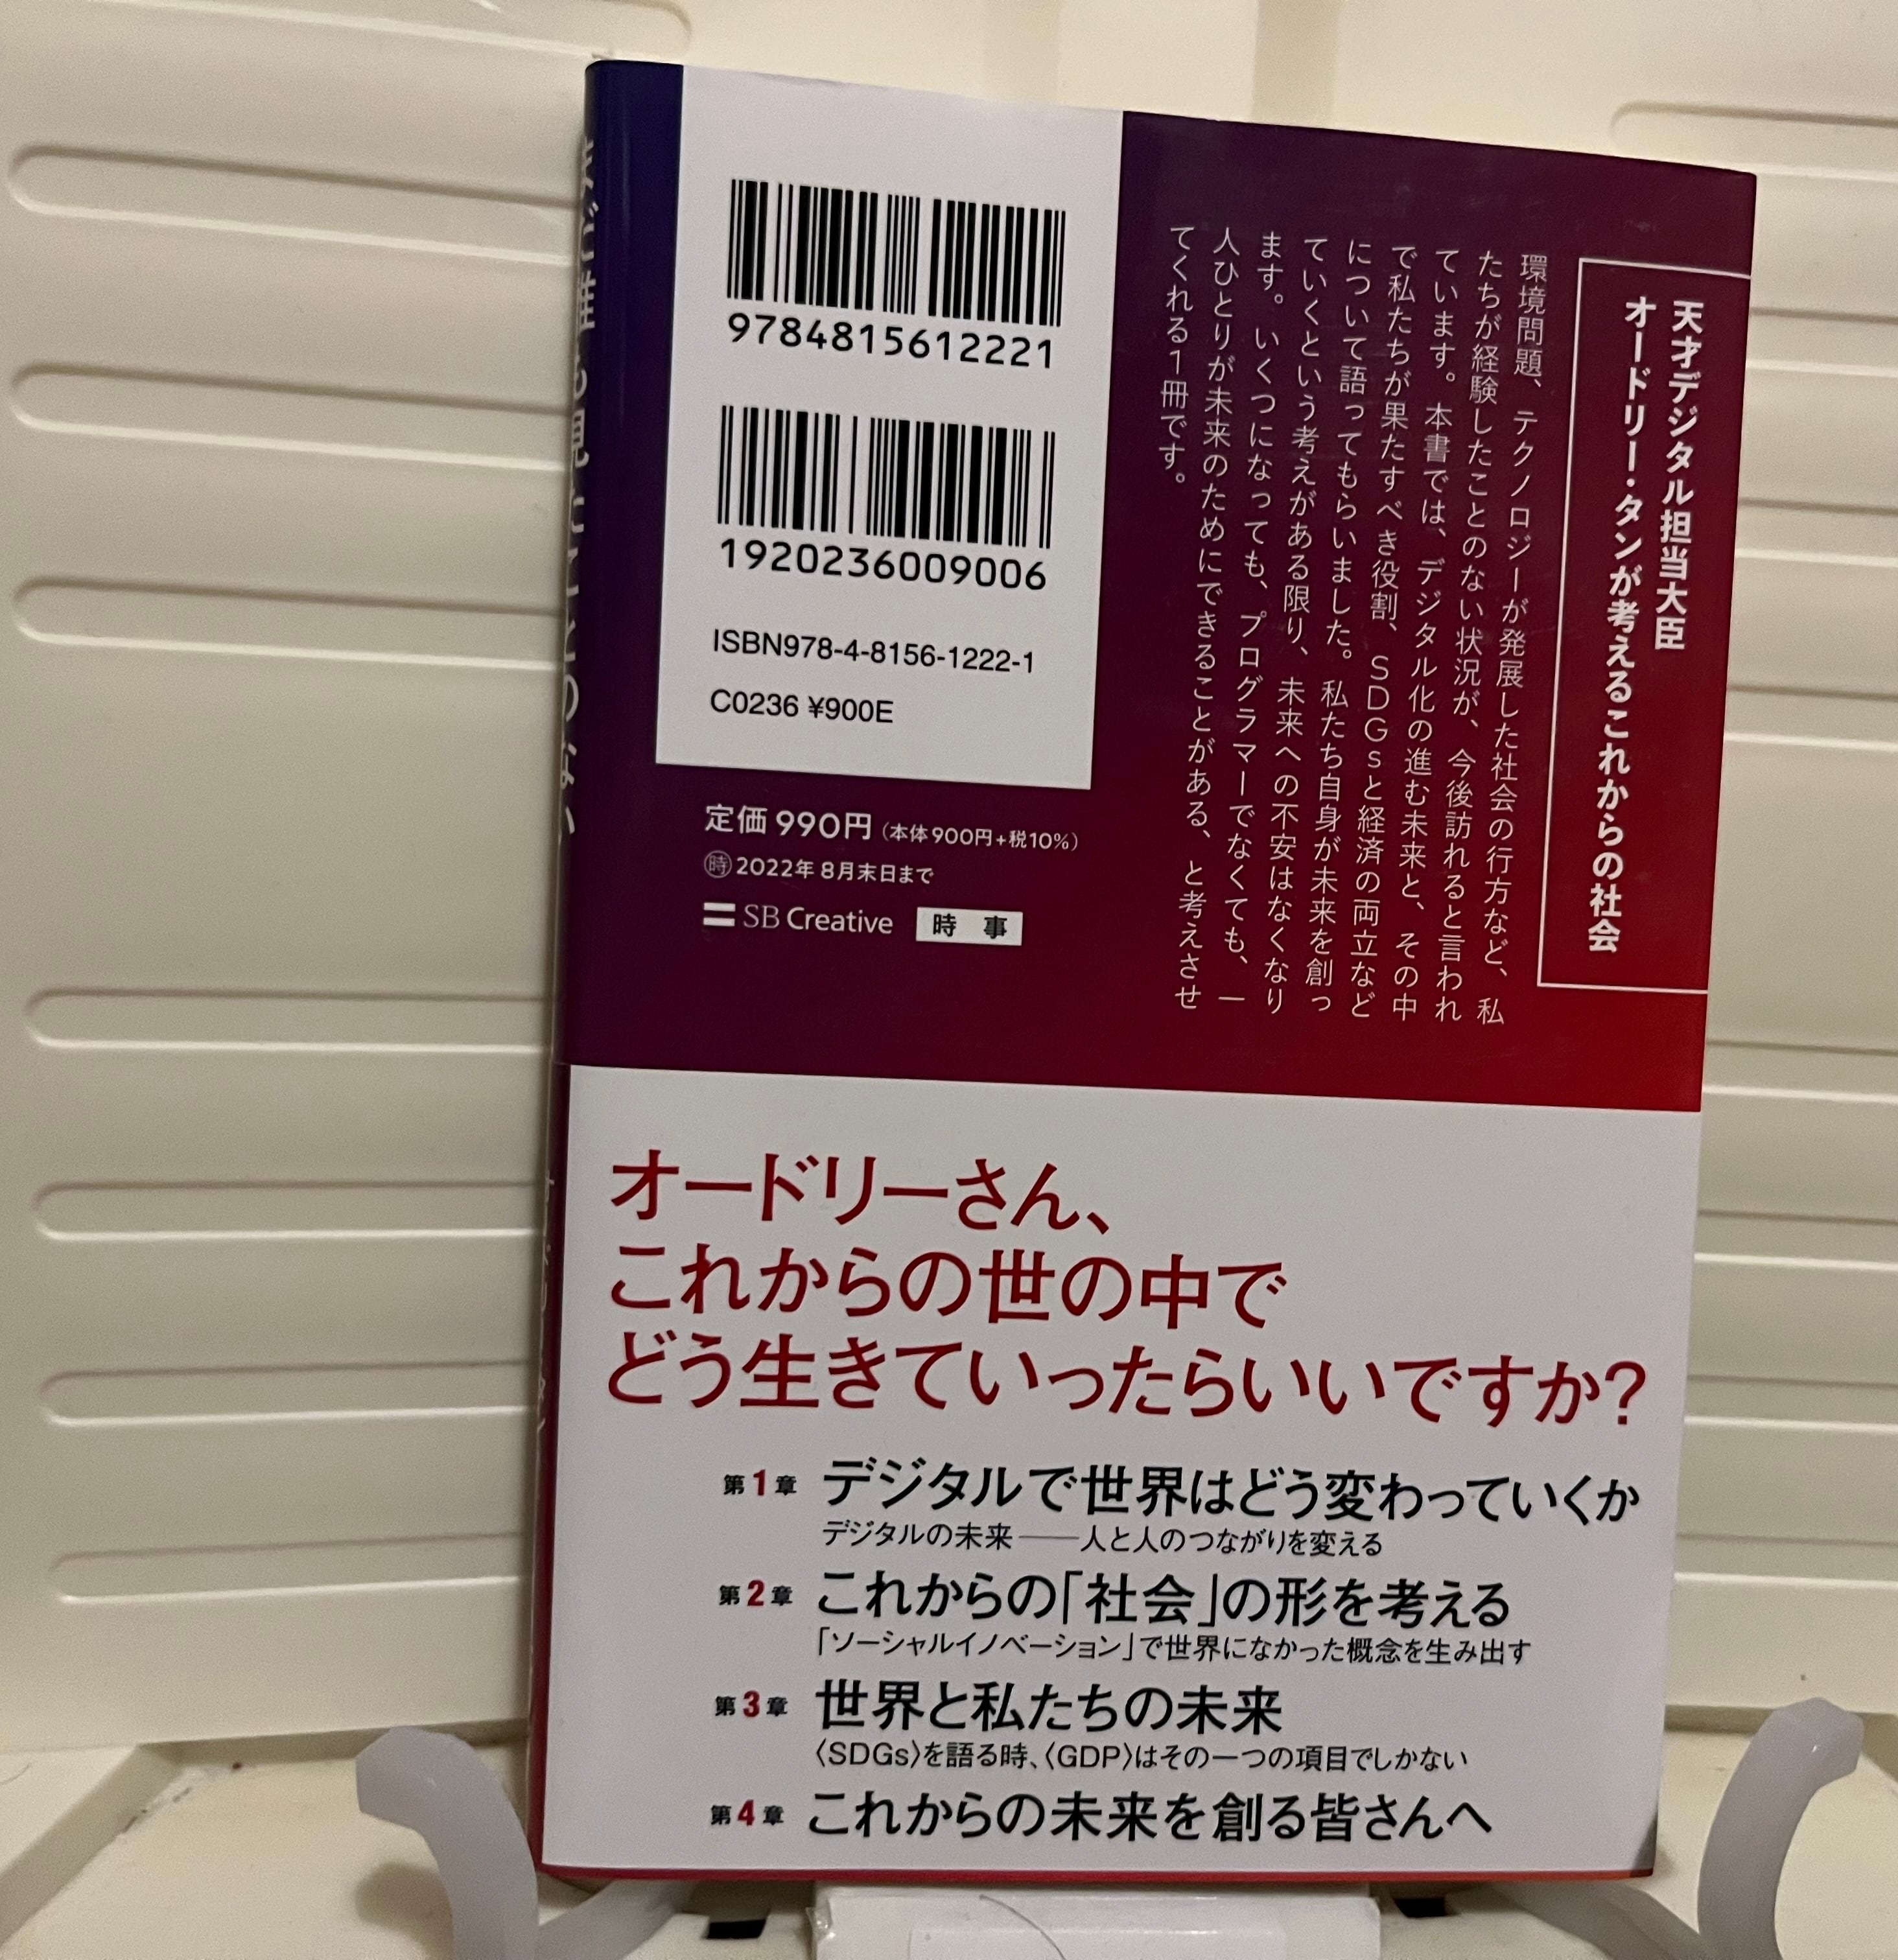 天才デジタル担当大臣
オードリー・タンが考えるこれからの社会
環境問題、テクノロジーが発展した社会の行方など、私
たちが経験したことのない状況が、今後訪れると言われ
ています。本書では、デジタル化の進む未来と、その中
で私たちが果たすべき役割、SDGsと経済の両立など
について語ってもらいました。私たち自身が未来を創っ
ていくという考えがある限り、未来への不安はなくなり
ます。いくつになっても、プログラマーでなくても、一
人ひとりが未来のためにできることがある、と考えさせ
てくれる1冊です。
9784815612221
1920236009006
ISBN978-4-8156-1222-1
C0236 ¥900E
定価 990円(本体900円+税10%)
時 2022年8月末日まで
SB Creative 時 事
オードリーさん、
これからの世の中で
どう生きていったらいいですか?
第1章 デジタルで世界はどう変わっていくか
デジタルの未来――人と人のつながりを変える
第2章 これからの「社会」の形を考える
「ソーシャルイノベーション」で世界になかった概念を生み出す
第3章 世界と私たちの未来
〈SDGs〉を語る時、〈GDP〉はその一つの項目でしかない
第4章 これからの未来を創る皆さんへ